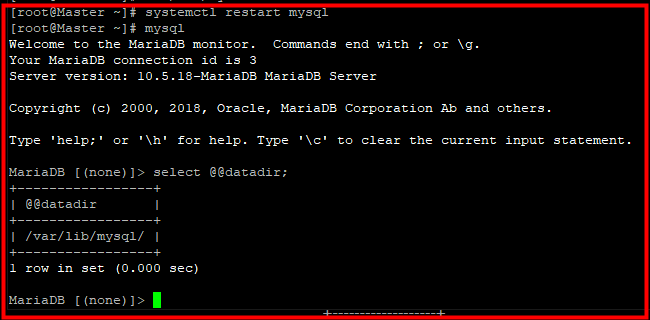 [root@Master ~]# systemctl restart mysql
[root@Master ~]# mysql
Welcome to the MariaDB monitor.  Commands end with ; or \g.
Your MariaDB connection id is 3
Server version: 10.5.18-MariaDB MariaDB Server

Copyright (c) 2000, 2018, Oracle, MariaDB Corporation Ab and others.

Type 'help;' or '\h' for help. Type '\c' to clear the current input statement.

MariaDB [(none)]> select @@datadir;
+-----------------+
| @@datadir       |
+-----------------+
| /var/lib/mysql/ |
+-----------------+
1 row in set (0.000 sec)

MariaDB [(none)]>
+-------------------+